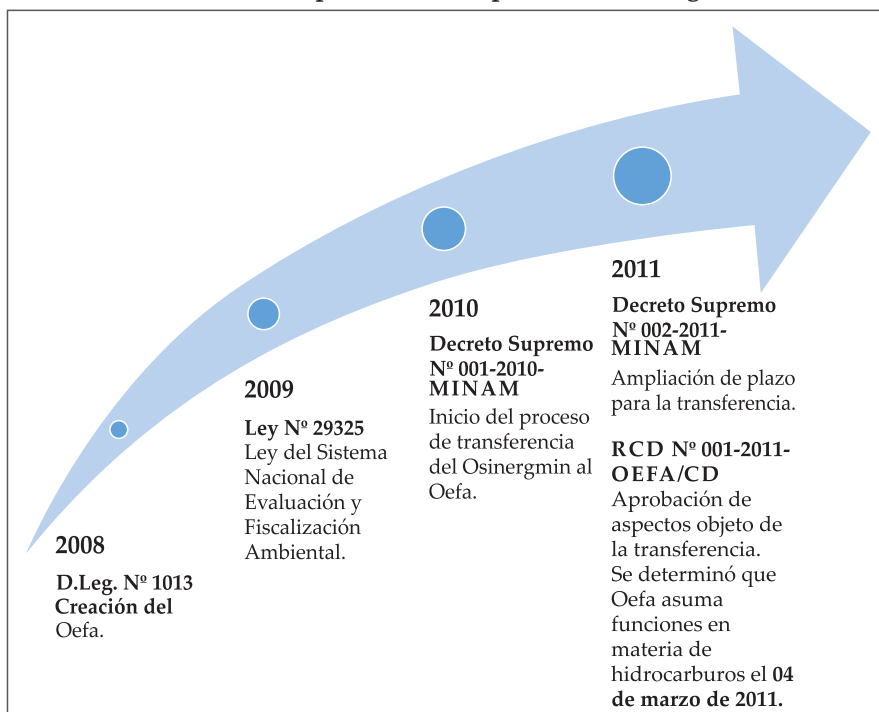 2008
D.Leg. Nº 1013
Creación del
Oefa.
2009
Ley Nº 29325
Ley del Sistema
Nacional de
Evaluación y
Fiscalización
Ambiental.
2010
Decreto Supremo
Nº 001-2010-
MINAM
Inicio del proceso
de transferencia
del Osinergmin al
Oefa.
2011
Decreto Supremo
Nº 002-2011-
MINAM
Ampliación de plazo
para la transferencia.
RCD Nº 001-2011-
OEFA/CD
Aprobación de
aspectos objeto de
la transferencia.
Se determinó que
Oefa asuma
funciones en
materia de
hidrocarburos el 04
de marzo de 2011.